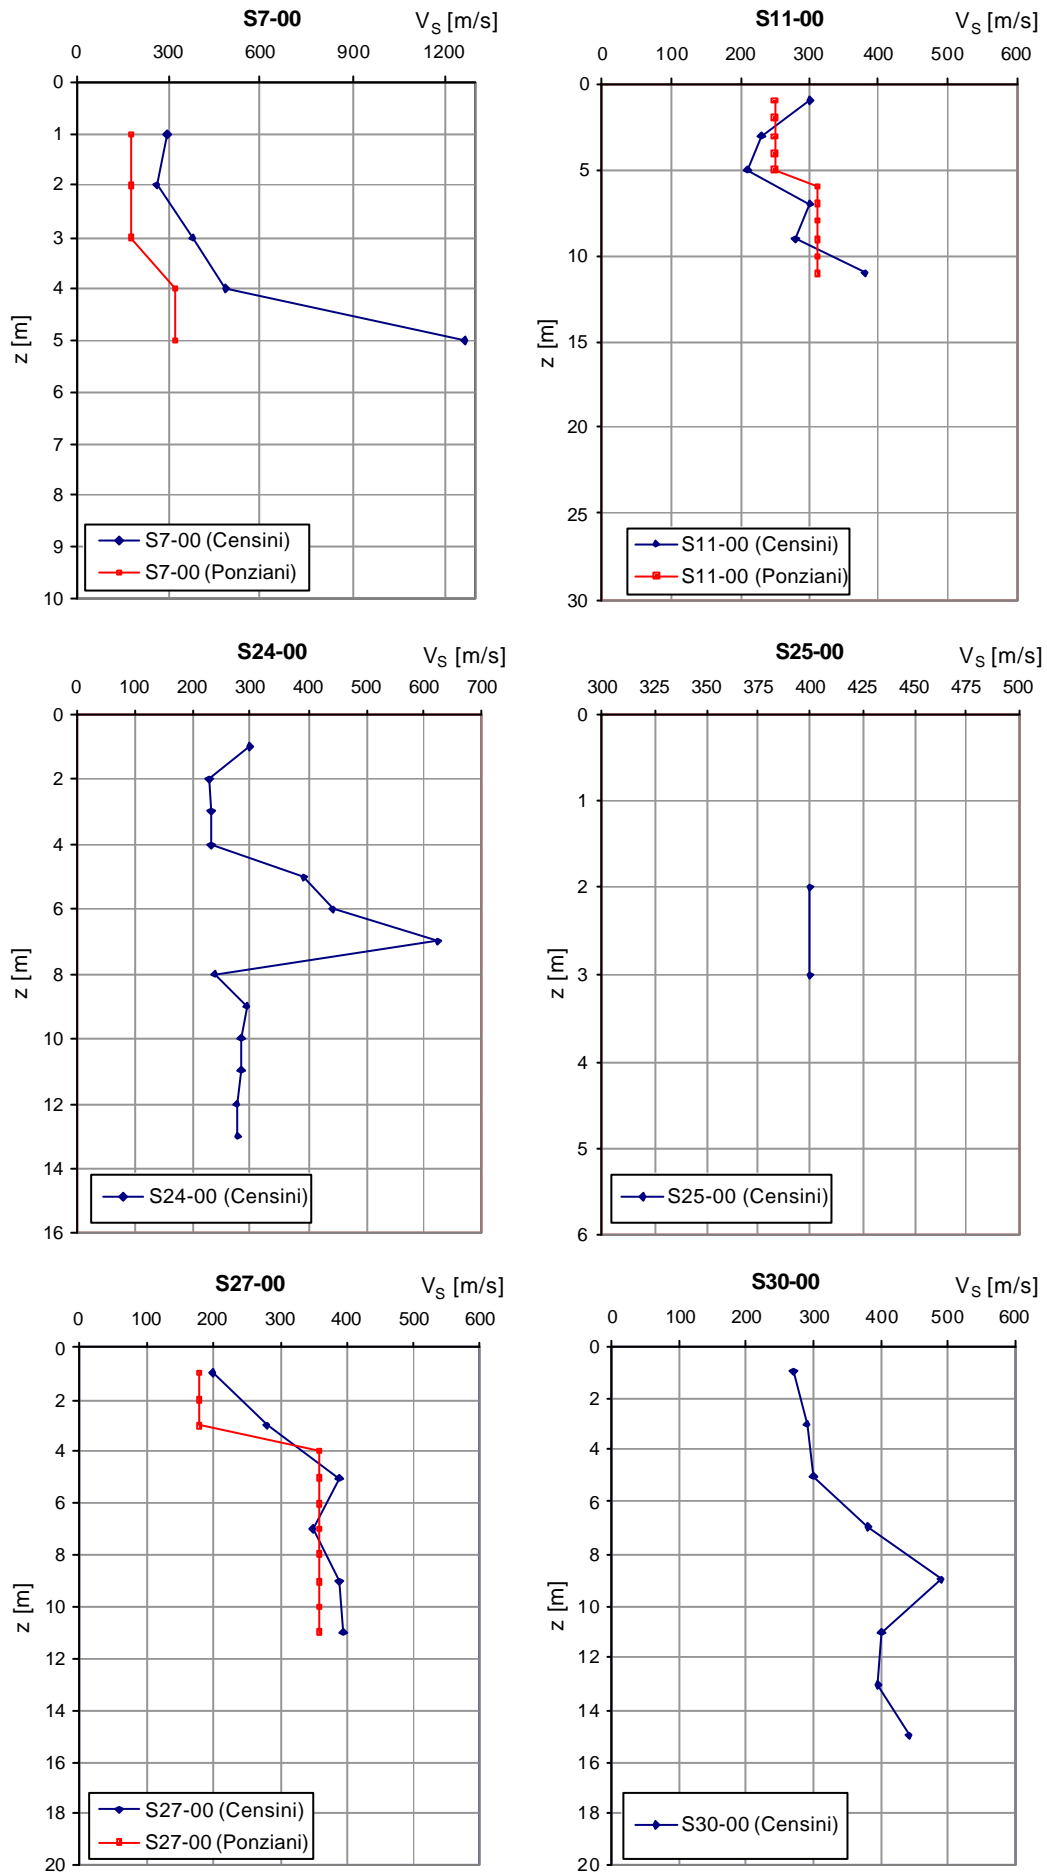 S7-00 V_S [m/s]
0 300 600 900 1200
0
1
2
3
4
5
6
7
8
9
10
z [m]
S7-00 (Censini)
S7-00 (Ponziani)
S11-00 V_S [m/s]
0 100 200 300 400 500 600
0
5
10
15
20
25
30
z [m]
S11-00 (Censini)
S11-00 (Ponziani)
S24-00 V_S [m/s]
0 100 200 300 400 500 600 700
0
2
4
6
8
10
12
14
16
z [m]
S24-00 (Censini)
S25-00 V_S [m/s]
300 325 350 375 400 425 450 475 500
0
1
2
3
4
5
6
z [m]
S25-00 (Censini)
S27-00 V_S [m/s]
0 100 200 300 400 500 600
0
2
4
6
8
10
12
14
16
18
20
z [m]
S27-00 (Censini)
S27-00 (Ponziani)
S30-00 V_S [m/s]
0 100 200 300 400 500 600
0
2
4
6
8
10
12
14
16
18
20
z [m]
S30-00 (Censini)